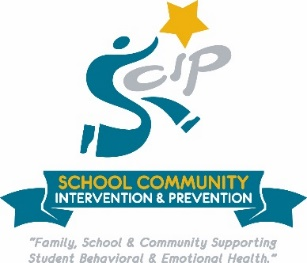 SCIP
SCHOOL COMMUNITY
INTERVENTION & PREVENTION
"Family, School & Community Supporting
Student Behavioral & Emotional Health."